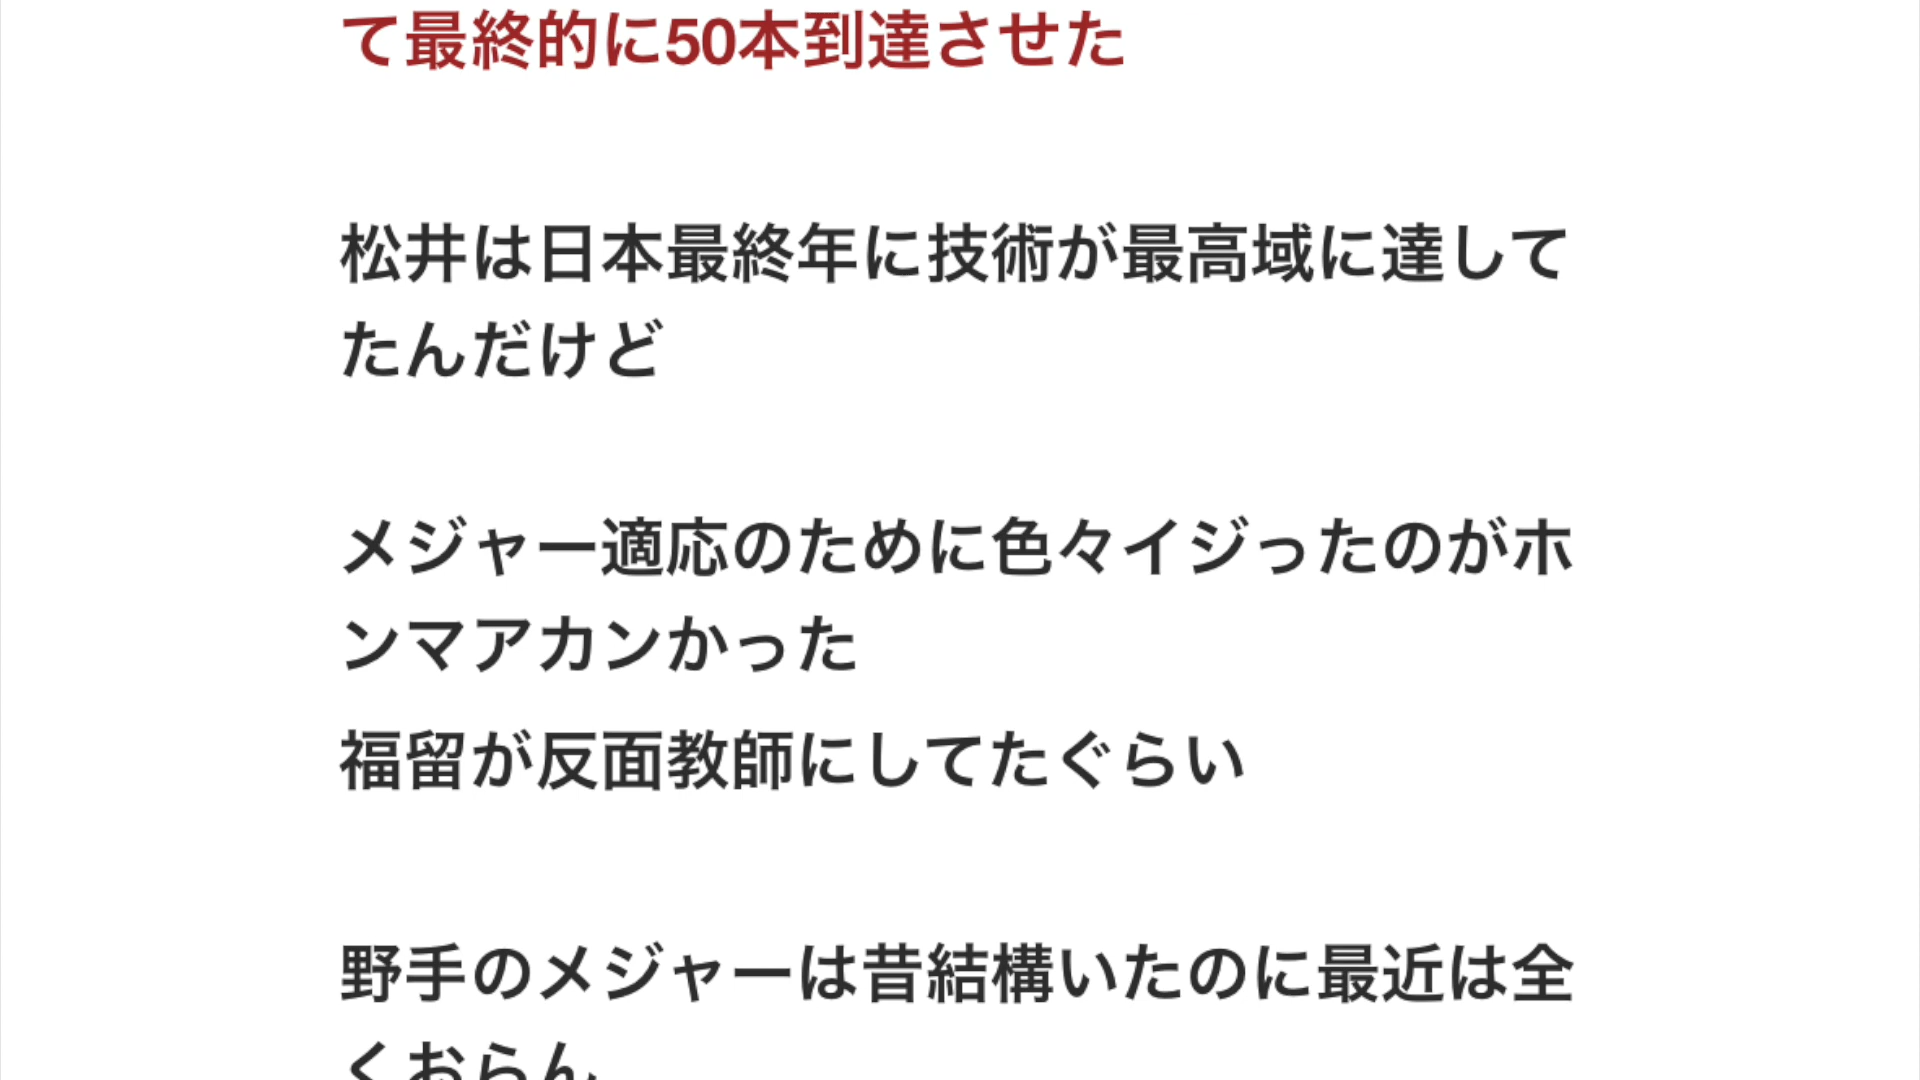 て最終的に50本到達させた
松井は日本最終年に技術が最高域に達して
たんだけど
メジャー適応のために色々イジったのがホ
ンマアカンかった
福留が反面教師にしてたぐらい
野手のメジャーは昔結構いたのに最近は全
くおらん